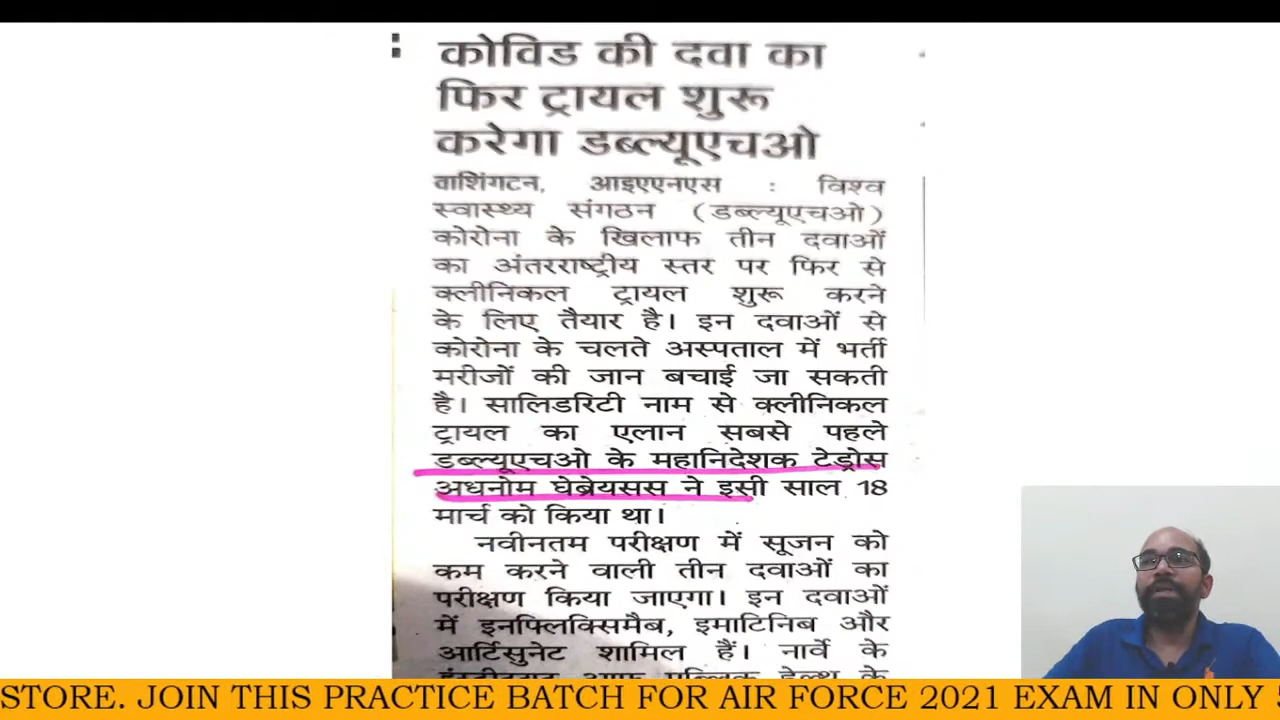 कोविड की दवा का
फिर ट्रायल शुरू
करेगा डब्ल्यूएचओ
वाशिंगटन, आइएएनएस : विश्व
स्वास्थ्य संगठन (डब्ल्यूएचओ)
कोरोना के खिलाफ तीन दवाओं
का अंतरराष्ट्रीय स्तर पर फिर से
क्लीनिकल ट्रायल शुरू करने
के लिए तैयार है। इन दवाओं से
कोरोना के चलते अस्पताल में भर्ती
मरीजों की जान बचाई जा सकती
है। सालिडरिटी नाम से क्लीनिकल
ट्रायल का एलान सबसे पहले
डब्ल्यूएचओ के महानिदेशक टेड्रोस
अधनोम घेब्रेयसस ने इसी साल 18
मार्च को किया था।
नवीनतम परीक्षण में सूजन को
कम करने वाली तीन दवाओं का
परीक्षण किया जाएगा। इन दवाओं
में इनफ्लिक्सिमैब, इमाटिनिब और
आर्टिसुनेट शामिल हैं। नार्वे के
STORE. JOIN THIS PRACTICE BATCH FOR AIR FORCE 2021 EXAM IN ONLY